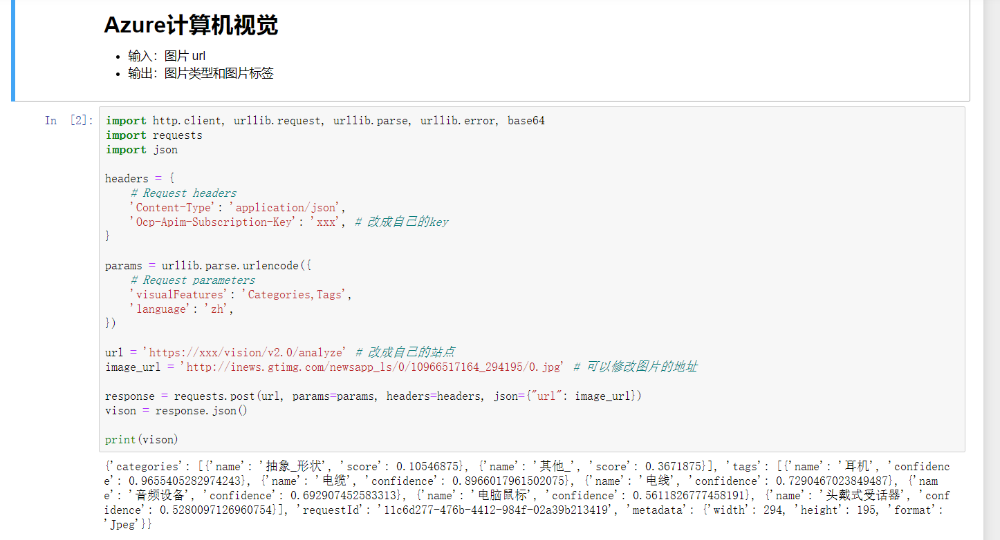 Azure计算机视觉
• 输入：图片 url
• 输出：图片类型和图片标签
In [2]:
import http.client, urllib.request, urllib.parse, urllib.error, base64
import requests
import json
headers = {
# Request headers
'Content-Type': 'application/json',
'Ocp-Apim-Subscription-Key': 'xxx', # 改成自己的key
}
params = urllib.parse.urlencode({
# Request parameters
'visualFeatures': 'Categories,Tags',
'language': 'zh',
})
url = 'https://xxx/vision/v2.0/analyze' # 改成自己的站点
image_url = 'http://inews.gtimg.com/newsapp_ls/0/10966517164_294195/0.jpg' # 可以修改图片的地址
response = requests.post(url, params=params, headers=headers, json={"url": image_url})
vison = response.json()
print(vison)
{'categories': [{'name': '抽象_形状', 'score': 0.10546875}, {'name': '其他_', 'score': 0.3671875}], 'tags': [{'name': '耳机', 'confidenc
e': 0.9655405282974243}, {'name': '电缆', 'confidence': 0.8966017961502075}, {'name': '电线', 'confidence': 0.7290467023849487}, {'nam
e': '音频设备', 'confidence': 0.692907452583313}, {'name': '电脑鼠标', 'confidence': 0.5611826777458191}, {'name': '头戴式受话器', 'conf
idence': 0.5280097126960754}], 'requestId': '11c6d277-476b-4412-984f-02a39b213419', 'metadata': {'width': 294, 'height': 195, 'format':
'Jpeg'}}